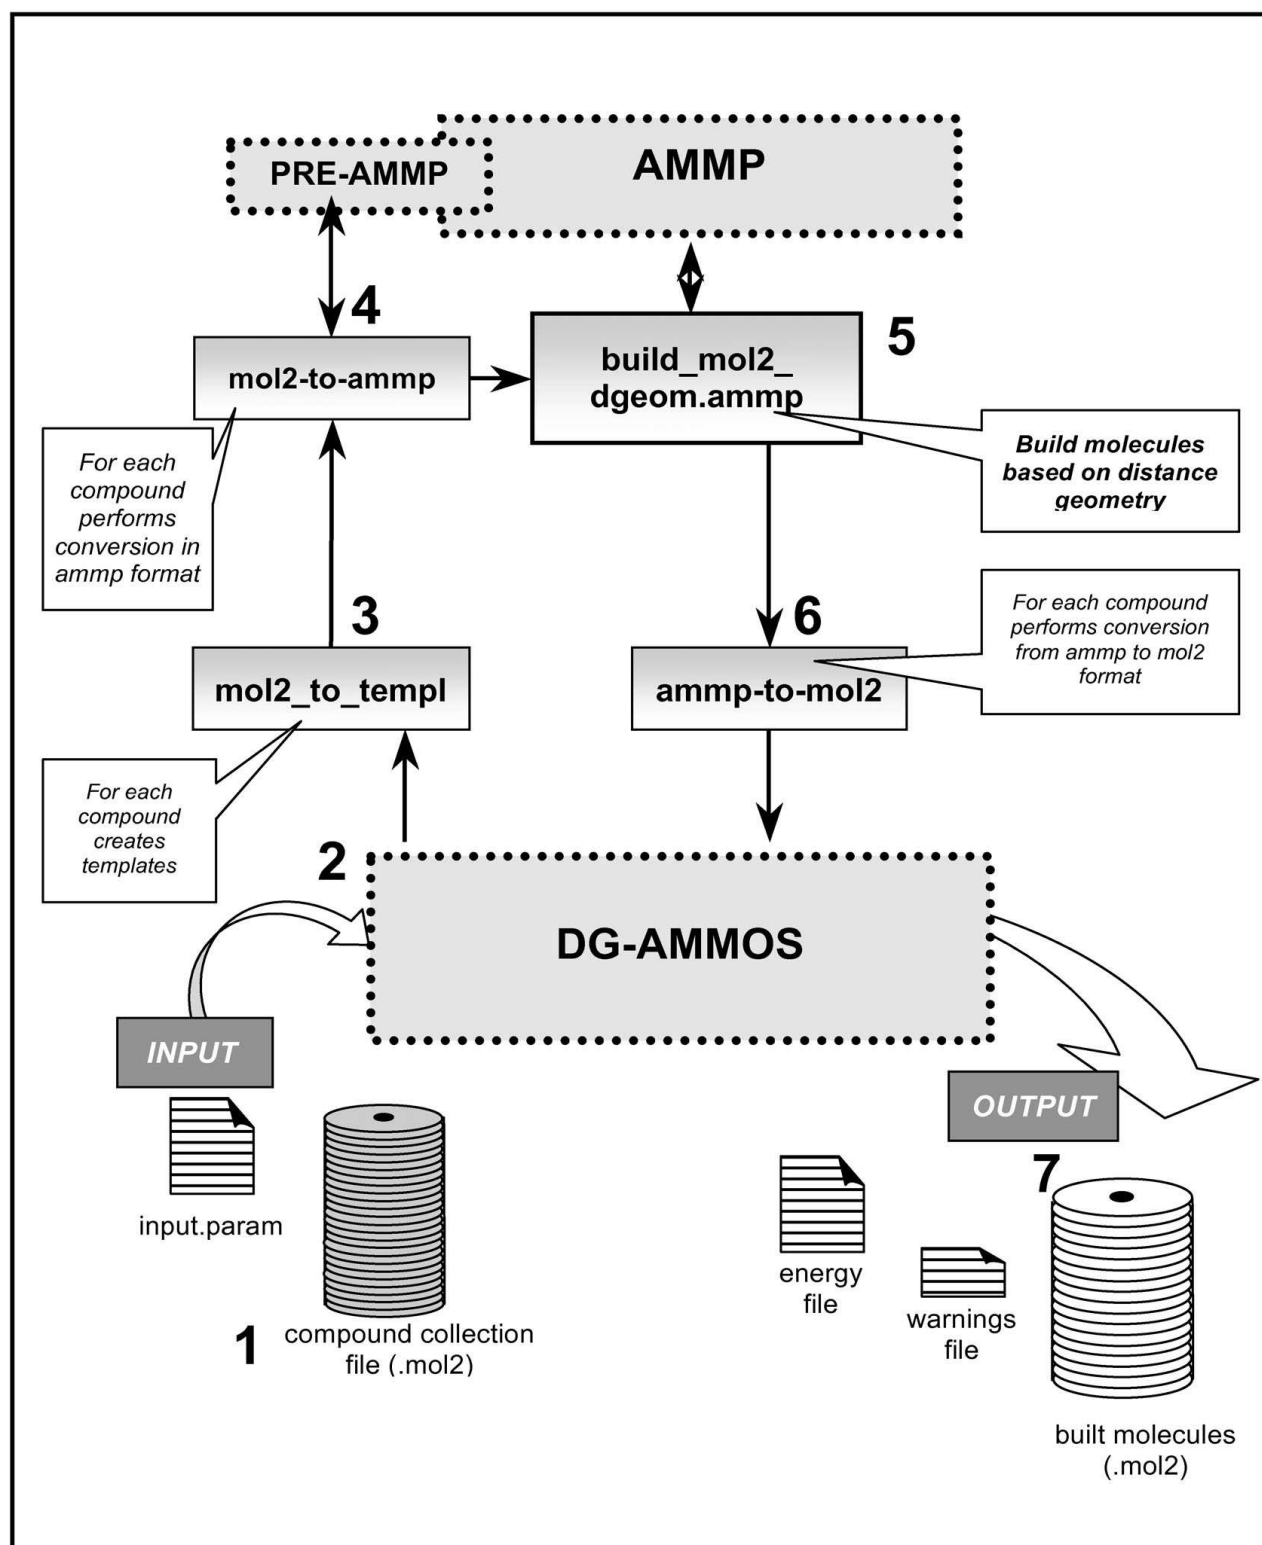 PRE-AMMP
AMMP
4
mol2-to-ammp
build_mol2_
dgeom.ammp
5
For each
compound
performs
conversion in
ammp format
Build molecules
based on distance
geometry
3
mol2_to_templ
6
ammp-to-mol2
For each compound
performs conversion
from ammp to mol2
format
For each
compound
creates
templates
2
DG-AMMOS
INPUT
input.param
1
compound collection
file (.mol2)
OUTPUT
7
energy
file
warnings
file
built molecules
(.mol2)